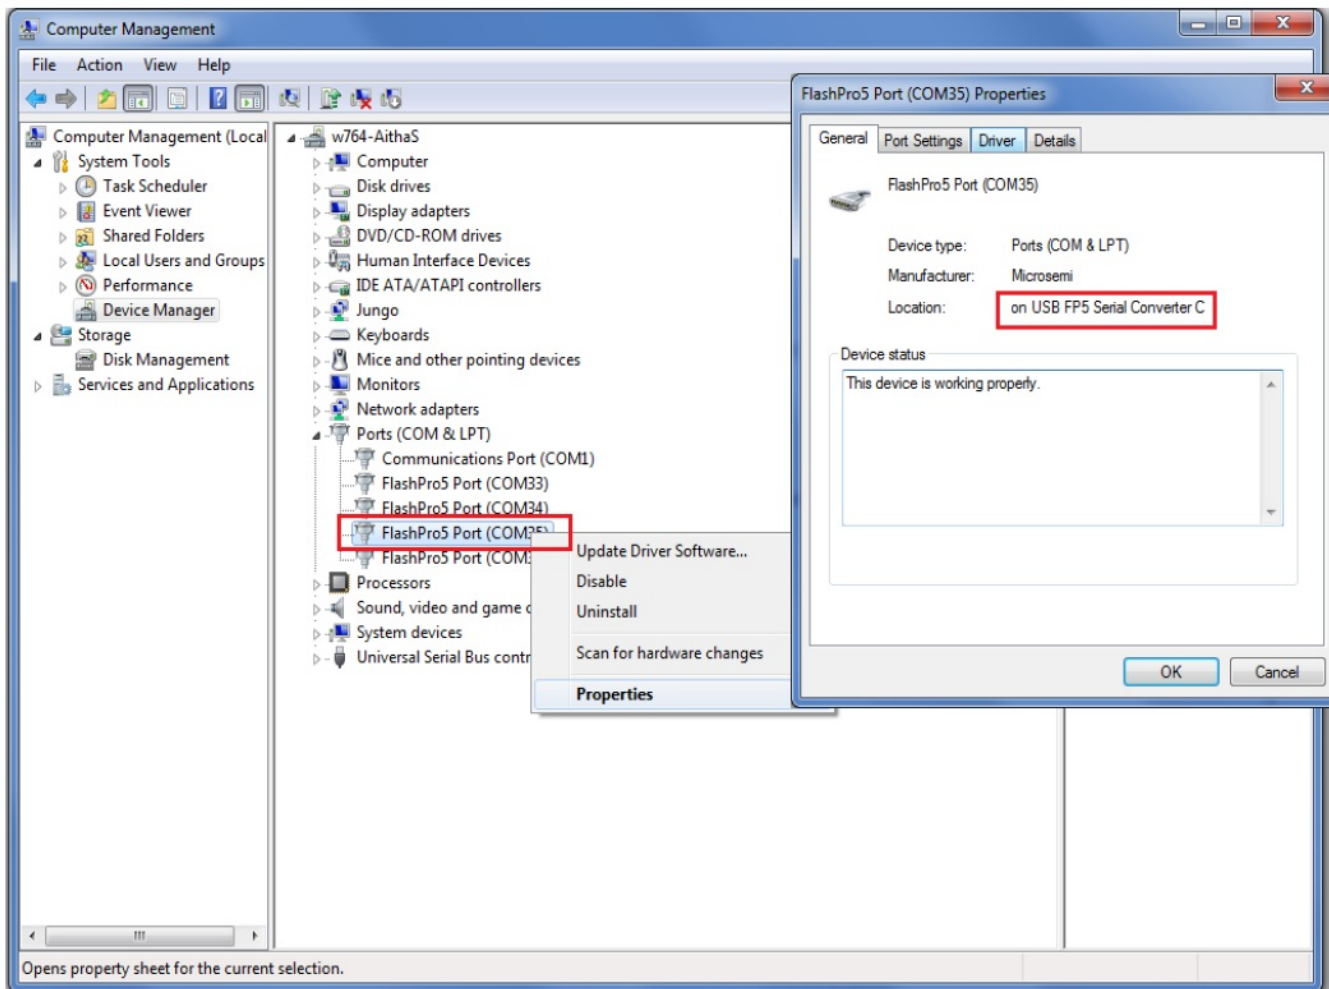 Computer Management
File Action View Help
Computer Management (Local
System Tools
Task Scheduler
Event Viewer
Shared Folders
Local Users and Groups
Performance
Device Manager
Storage
Disk Management
Services and Applications
w764-AithaS
Computer
Disk drives
Display adapters
DVD/CD-ROM drives
Human Interface Devices
IDE ATA/ATAPI controllers
Jungo
Keyboards
Mice and other pointing devices
Monitors
Network adapters
Ports (COM & LPT)
Communications Port (COM1)
FlashPro5 Port (COM33)
FlashPro5 Port (COM34)
FlashPro5 Port (COM35)
FlashPro5 Port (COM
Processors
Sound, video and game
System devices
Universal Serial Bus contr
Update Driver Software...
Disable
Uninstall
Scan for hardware changes
Properties
FlashPro5 Port (COM35) Properties
General Port Settings Driver Details
FlashPro5 Port (COM35)
Device type: Ports (COM & LPT)
Manufacturer: Microsemi
Location: on USB FP5 Serial Converter C
Device status
This device is working properly.
OK Cancel
Opens property sheet for the current selection.